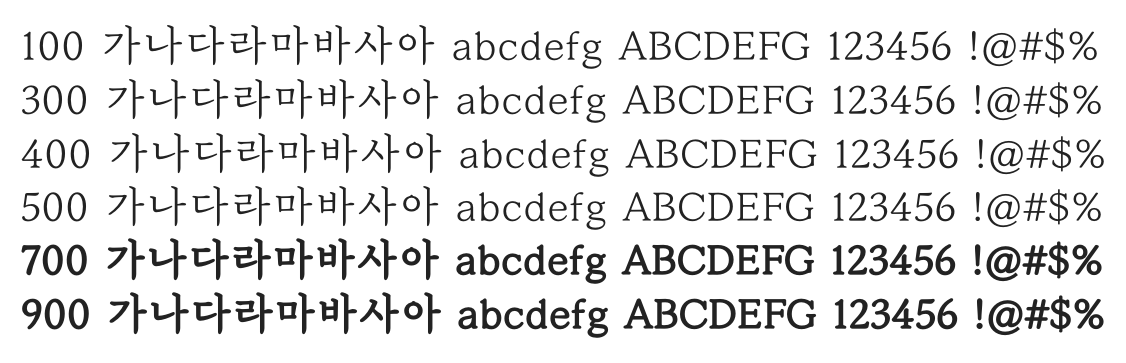 100 가나다라마바사아 abcdefg ABCDEFG 123456 !@#$%
300 가나다라마바사아 abcdefg ABCDEFG 123456 !@#$%
400 가나다라마바사아 abcdefg ABCDEFG 123456 !@#$%
500 가나다라마바사아 abcdefg ABCDEFG 123456 !@#$%
700 가나다라마바사아 abcdefg ABCDEFG 123456 !@#$%
900 가나다라마바사아 abcdefg ABCDEFG 123456 !@#$%